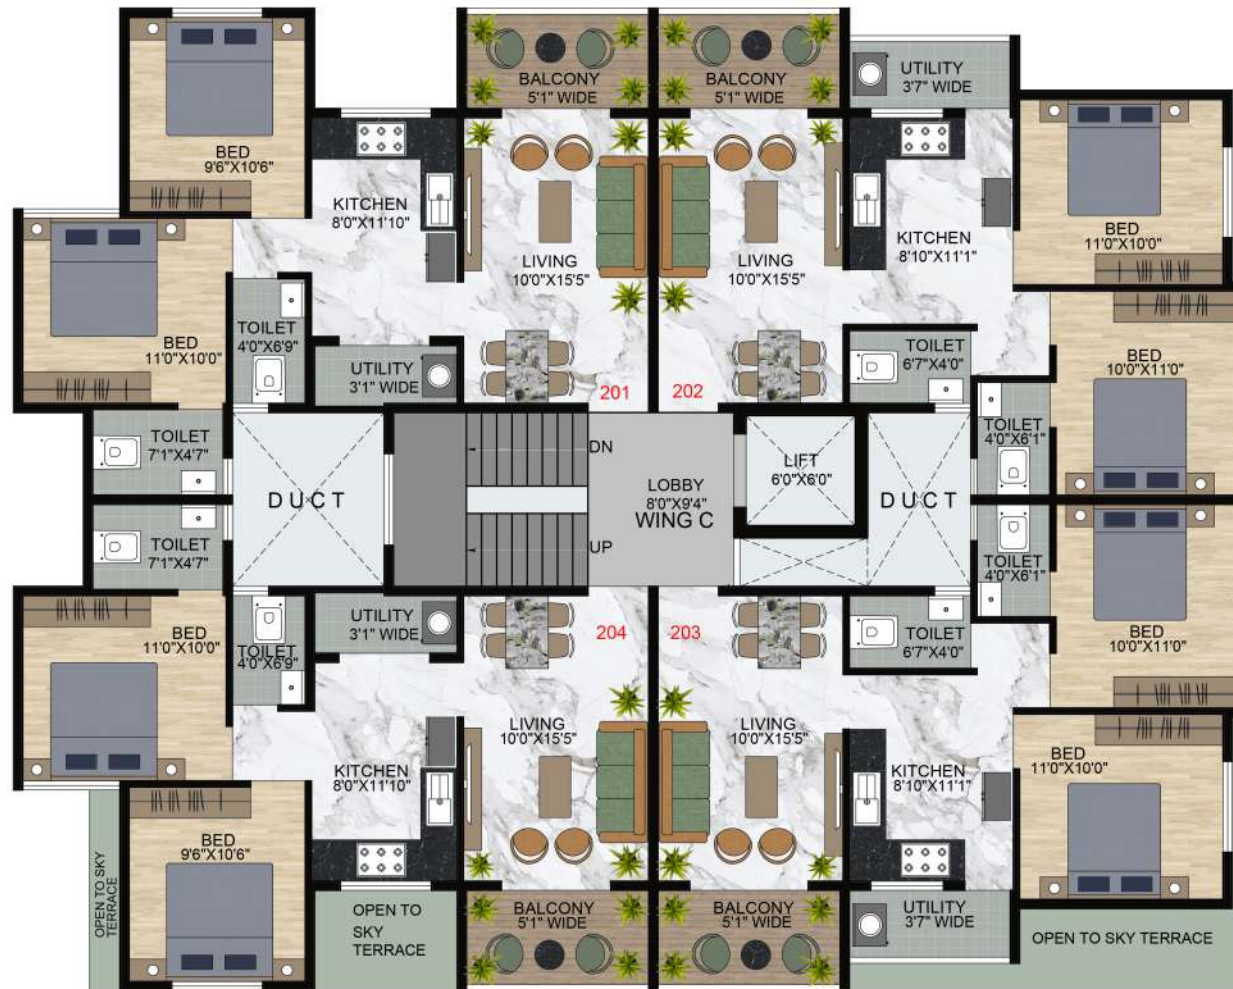 BALCONY
5'1" WIDE
BALCONY
5'1" WIDE
UTILITY
3'7" WIDE
BED
9'6"X10'6"
KITCHEN
8'0"X11'10"
LIVING
10'0"X15'5"
LIVING
10'0"X15'5"
KITCHEN
8'10"X11'1"
BED
11'0"X10'0"
BED
11'0"X10'0"
TOILET
4'0"X6'9"
UTILITY
3'1" WIDE
201
202
TOILET
6'7"X4'0"
BED
10'0"X11'0"
TOILET
7'1"X4'7"
DUCT
DN
LOBBY
8'0"X9'4"
WING C
UP
LIFT
6'0"X6'0"
DUCT
TOILET
4'0"X6'1"
TOILET
7'1"X4'7"
TOILET
4'0"X6'1"
BED
11'0"X10'0"
TOILET
4'0"X6'9"
UTILITY
3'1" WIDE
204
203
TOILET
6'7"X4'0"
BED
10'0"X11'0"
KITCHEN
8'0"X11'10"
LIVING
10'0"X15'5"
LIVING
10'0"X15'5"
KITCHEN
8'10"X11'1"
BED
11'0"X10'0"
BED
9'6"X10'6"
OPEN TO SKY
TERRACE
OPEN TO
SKY
TERRACE
BALCONY
5'1" WIDE
BALCONY
5'1" WIDE
UTILITY
3'7" WIDE
OPEN TO SKY TERRACE